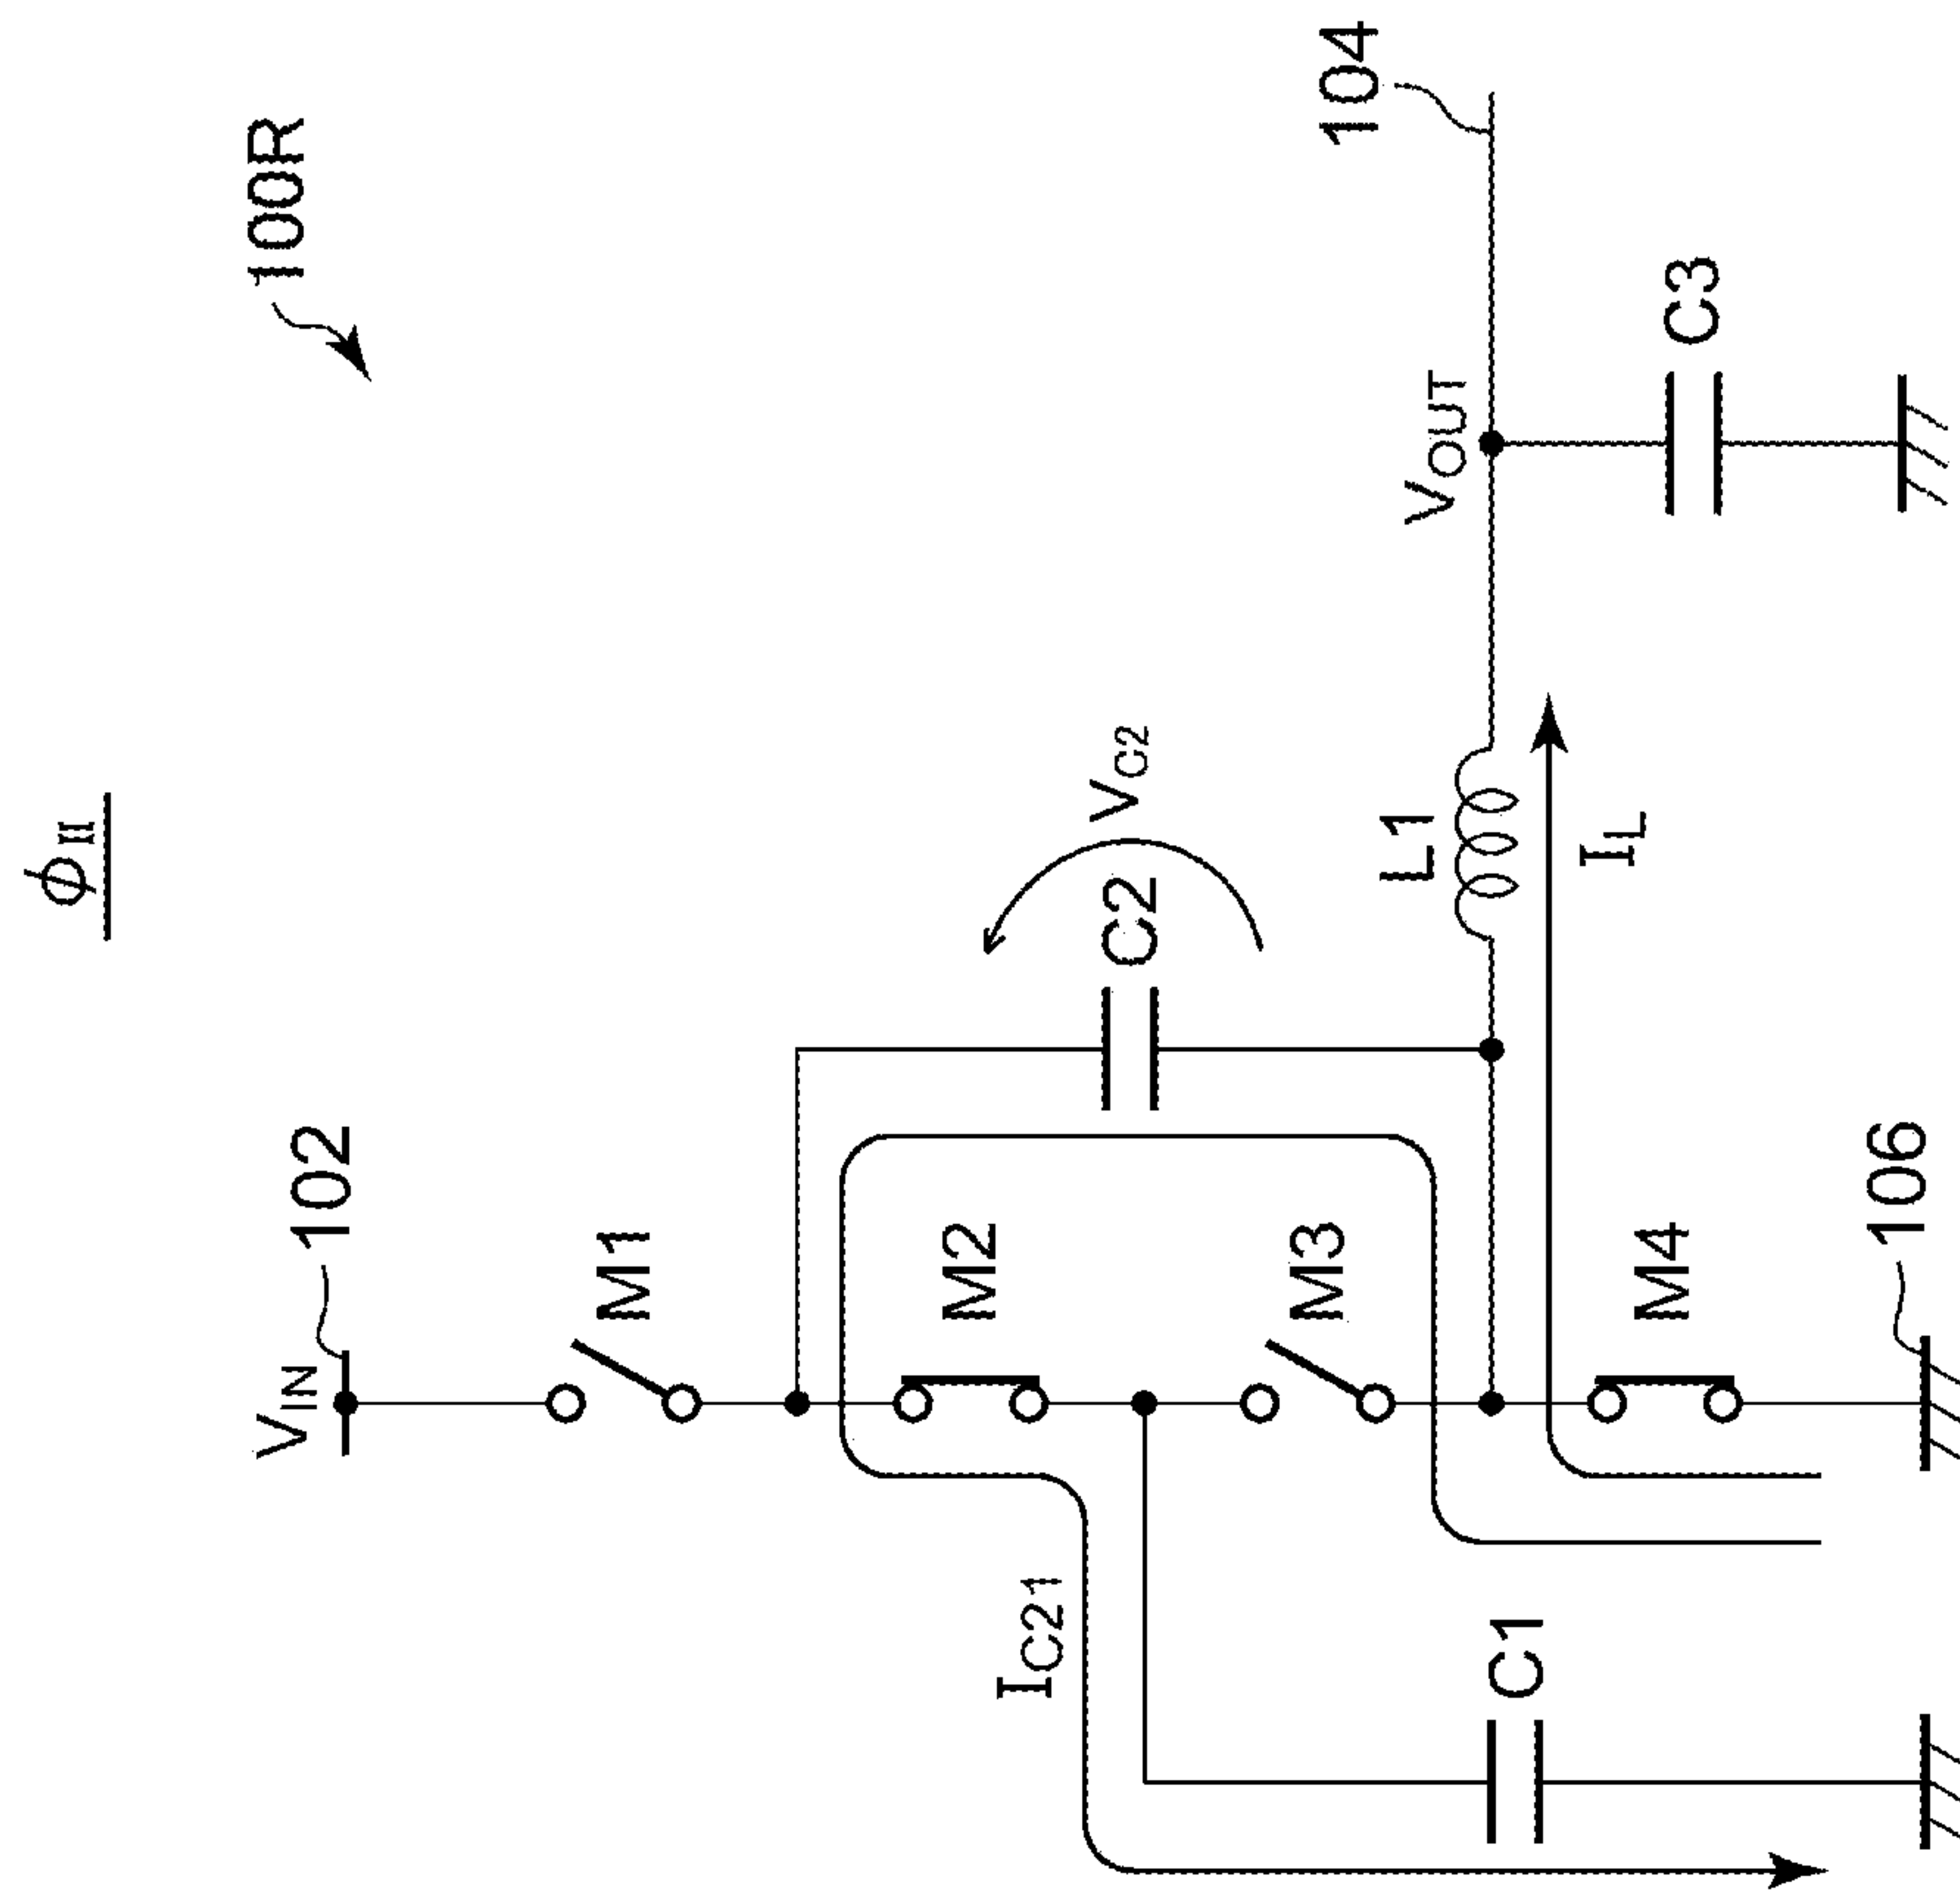 φII
100R
VIN
102
M1
M2
M3
M4
C2
VC2
L1
IL
VOUT
104
C3
IC21
C1
106